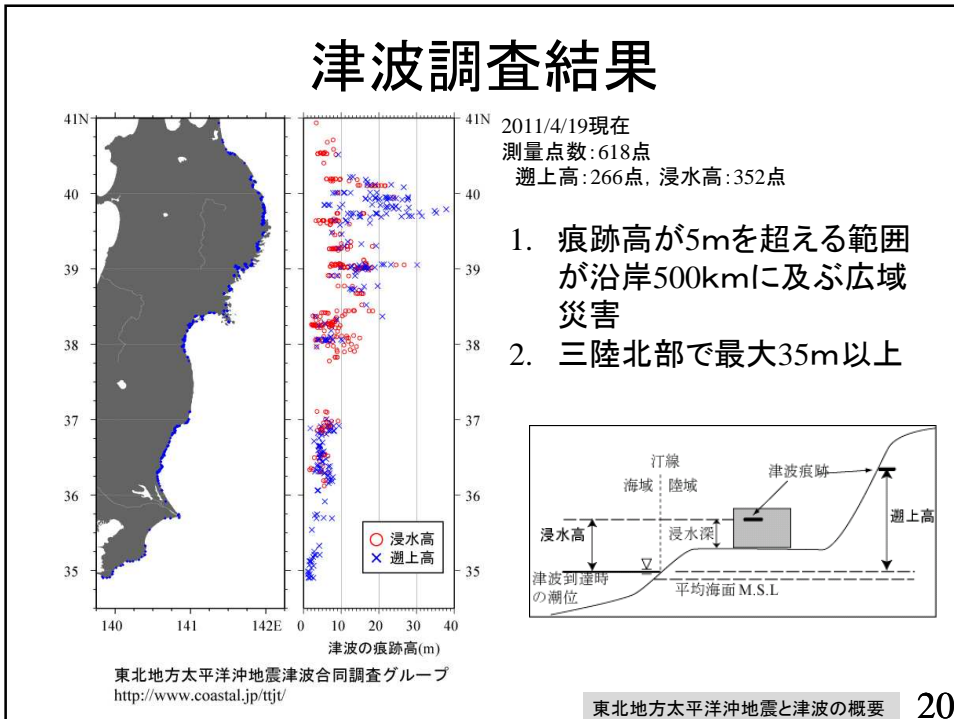 津波調査結果
41N
40
39
38
37
36
35
140 141 142E
41N
40
39
38
37
36
35
○ 浸水高
× 遡上高
0 10 20 30 40
津波の痕跡高(m)
東北地方太平洋沖地震津波合同調査グループ
http://www.coastal.jp/ttjt/
2011/4/19現在
測量点数:618点
遡上高:266点, 浸水高:352点
1. 痕跡高が5mを超える範囲
が沿岸500kmに及ぶ広域
災害
2. 三陸北部で最大35m以上
汀線
海域 陸域
津波痕跡
浸水高
浸水深
遡上高
津波到達時
の潮位
平均海面 M.S.L
東北地方太平洋沖地震と津波の概要 20